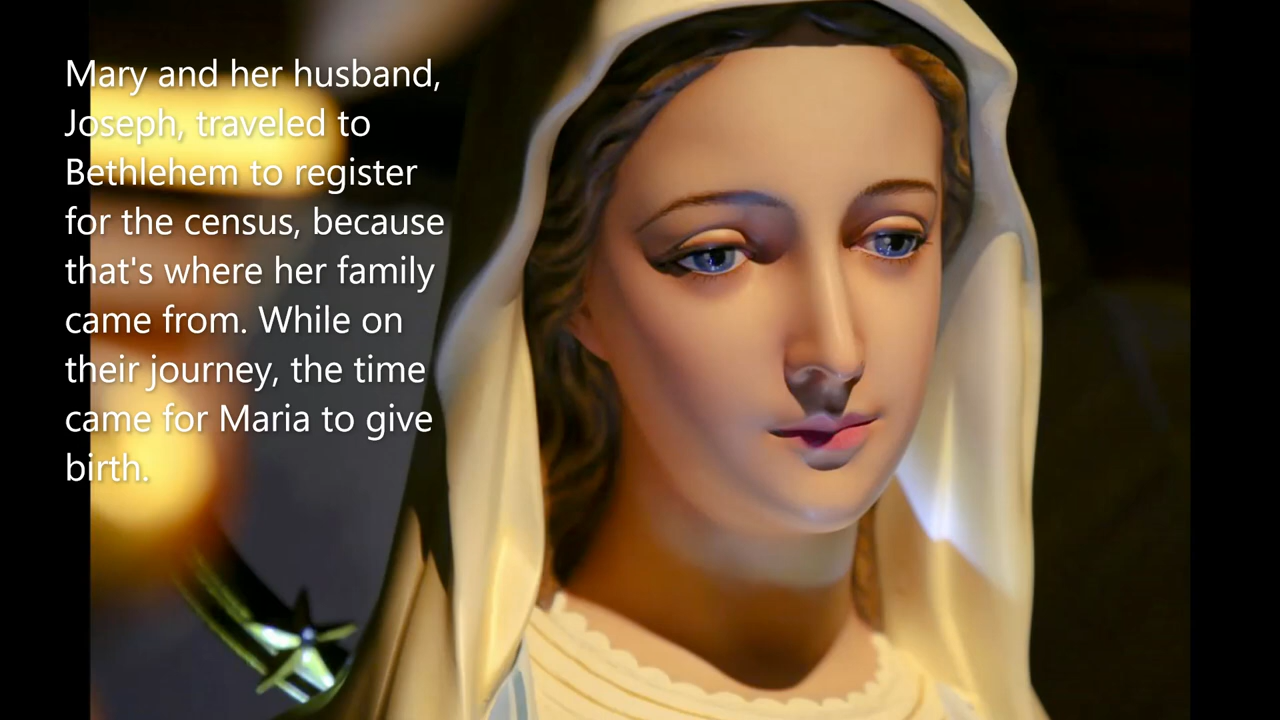 Mary and her husband,
Joseph, traveled to
Bethlehem to register
for the census, because
that's where her family
came from. While on
their journey, the time
came for Maria to give
birth.